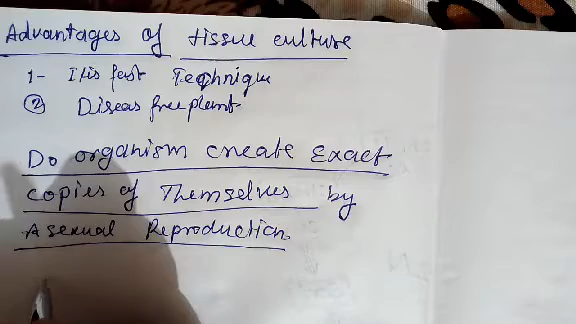 Advantages of tissue culture
1- It is fast Technique
② Diseas free plant
Do organism create Exact
copies of Themselves by
Asexual Reproduction